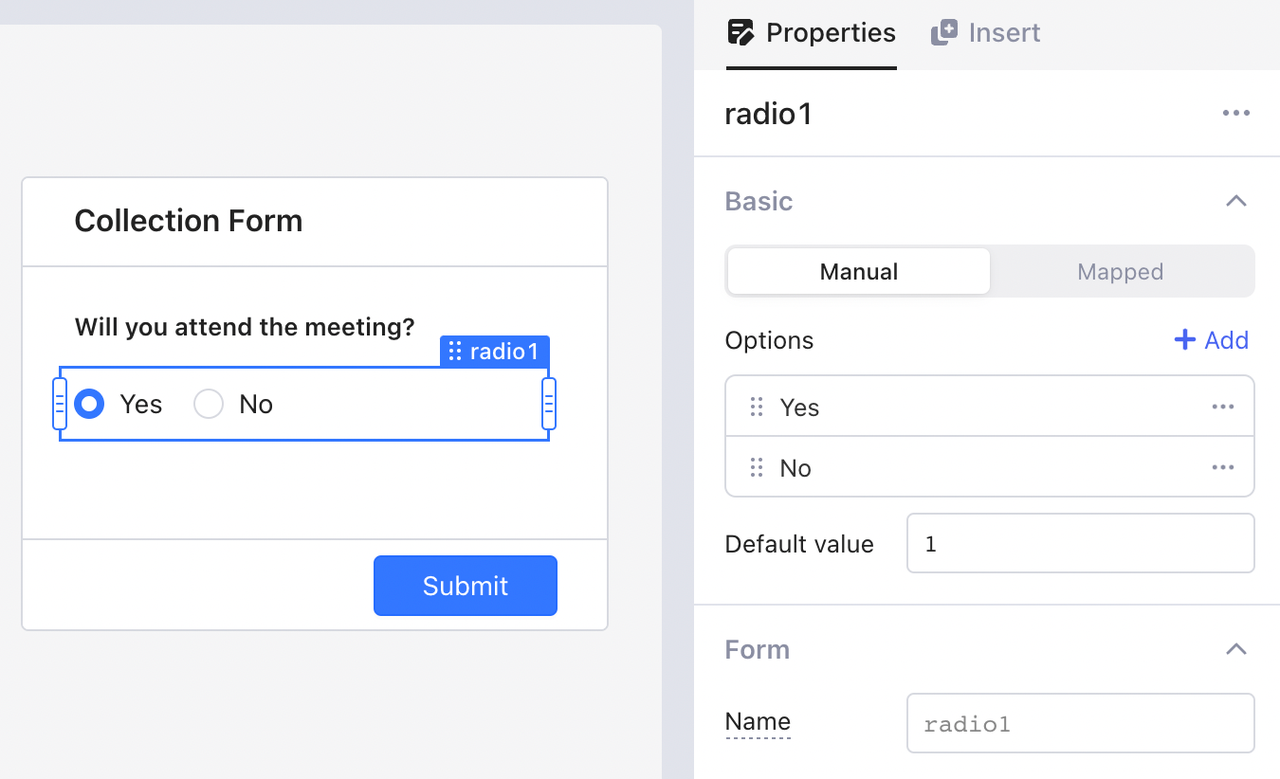 Properties
Insert
radio1
Basic
Manual
Mapped
Options
Add
Yes
No
Default value
1
Form
Name
radio1
Collection Form
Will you attend the meeting?
radio1
Yes
No
Submit